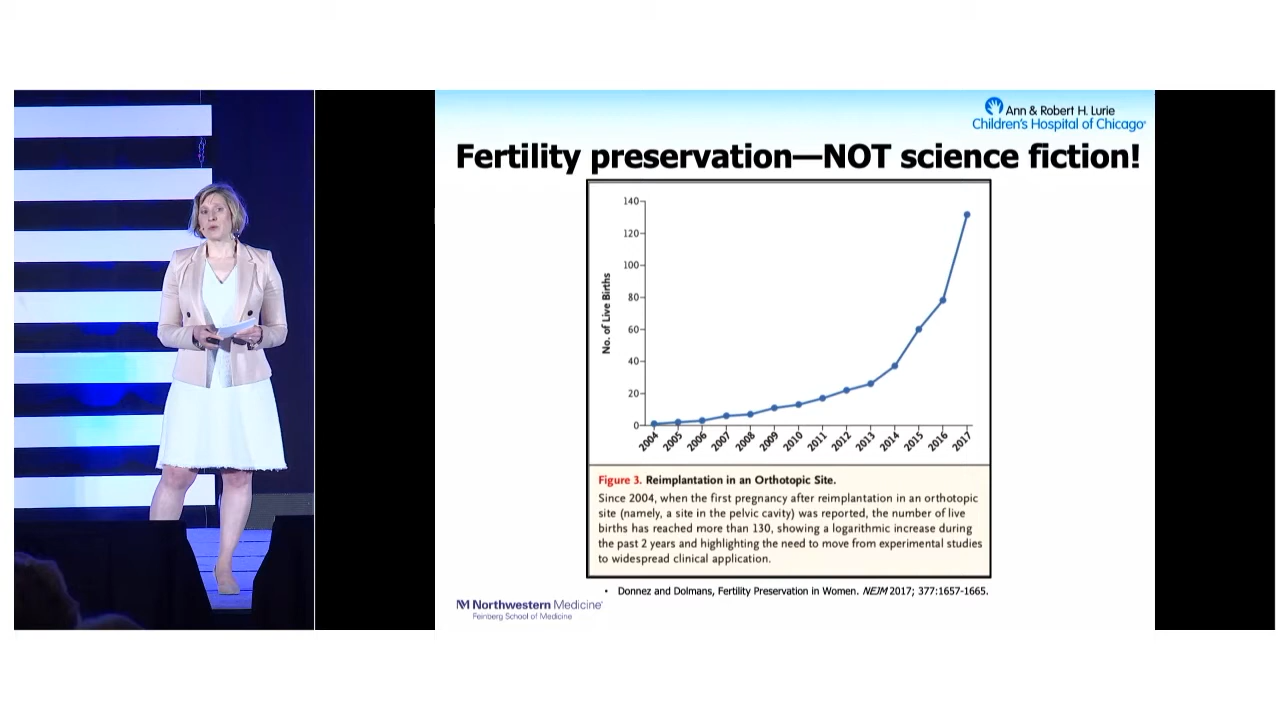 Ann & Robert H. Lurie
Children's Hospital of Chicago®
Fertility preservation—NOT science fiction!
No. of Live Births
140
120
100
80
60
40
20
0
2004
2005
2006
2007
2008
2009
2010
2011
2012
2013
2014
2015
2016
2017
Figure 3. Reimplantation in an Orthotopic Site.
Since 2004, when the first pregnancy after reimplantation in an orthotopic
site (namely, a site in the pelvic cavity) was reported, the number of live
births has reached more than 130, showing a logarithmic increase during
the past 2 years and highlighting the need to move from experimental studies
to widespread clinical application.
• Donnez and Dolmans, Fertility Preservation in Women. NEJM 2017; 377:1657-1665.
M Northwestern Medicine®
Feinberg School of Medicine